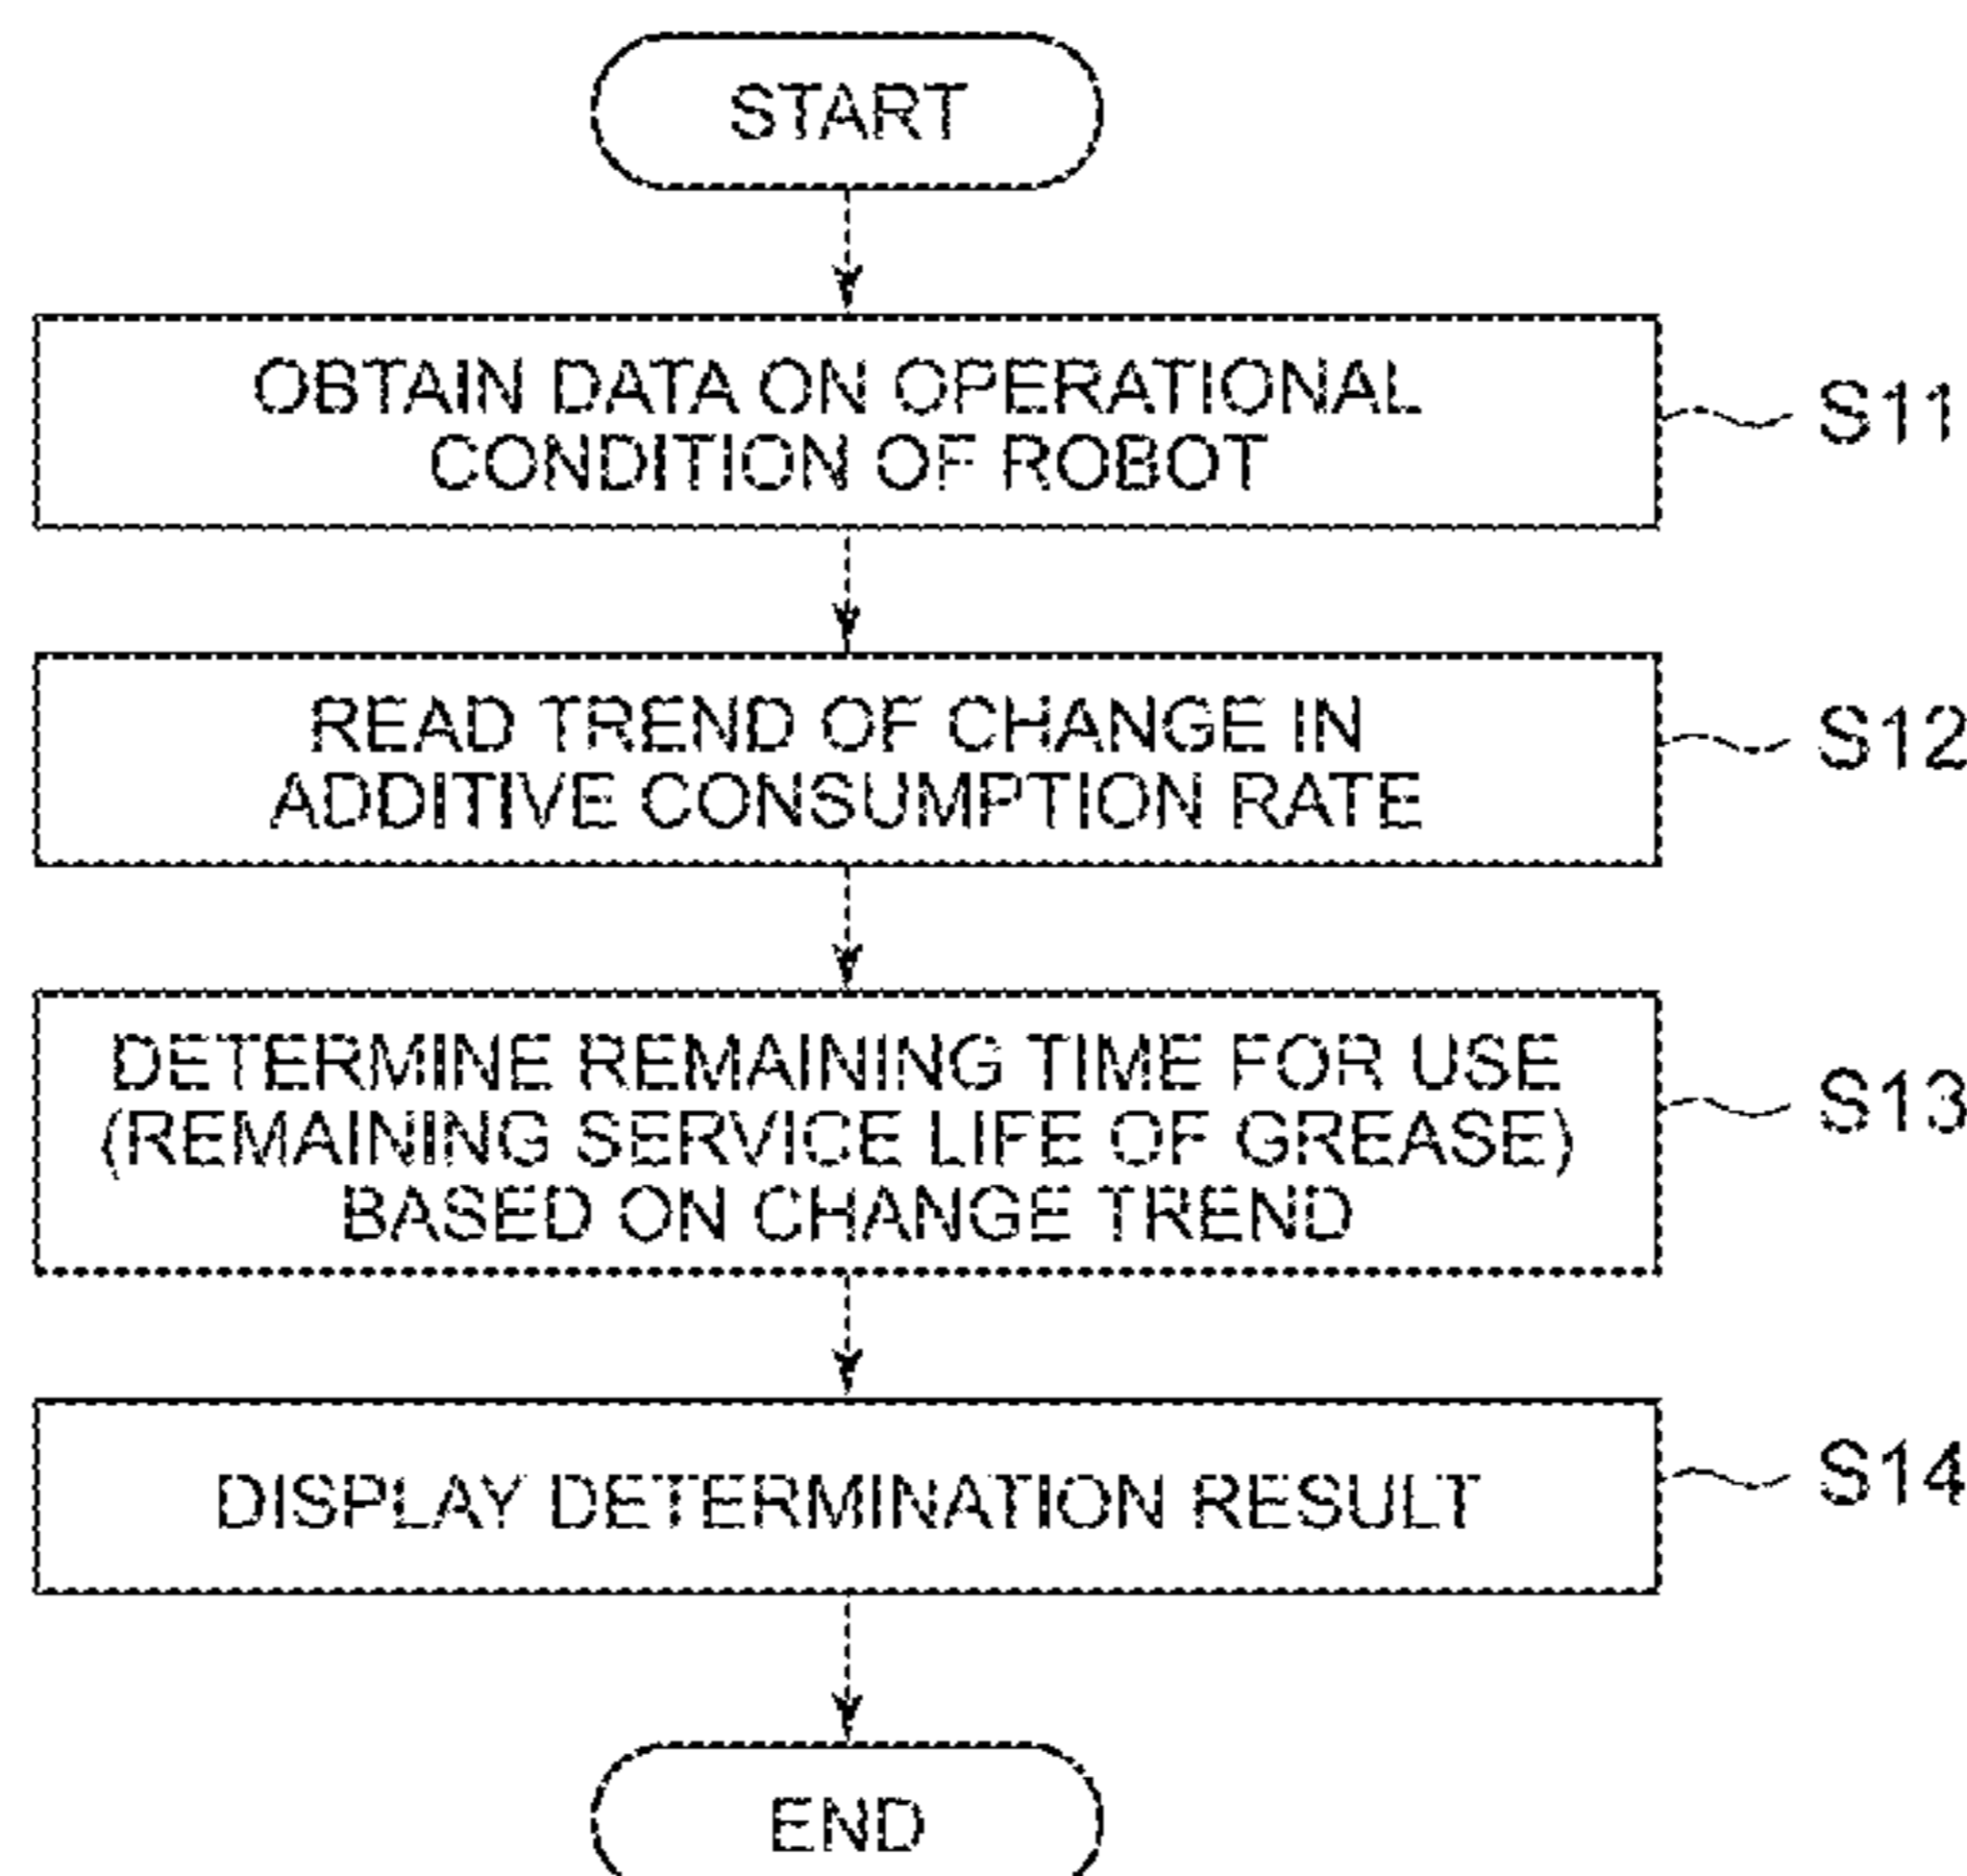 START
OBTAIN DATA ON OPERATIONAL
CONDITION OF ROBOT
S11
READ TREND OF CHANGE IN
ADDITIVE CONSUMPTION RATE
S12
DETERMINE REMAINING TIME FOR USE
(REMAINING SERVICE LIFE OF GREASE)
BASED ON CHANGE TREND
S13
DISPLAY DETERMINATION RESULT
S14
END